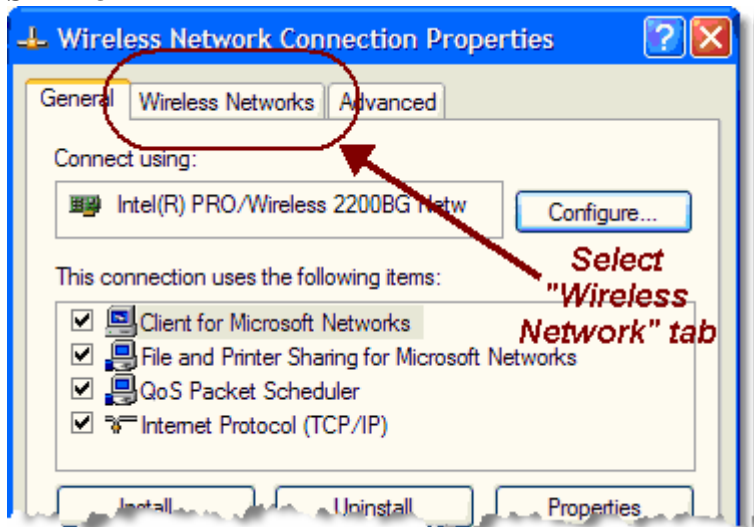 Wireless Network Connection Properties
General Wireless Networks Advanced
Connect using:
Intel(R) PRO/Wireless 2200BG Netw
Configure...
Select
"Wireless
Network" tab
This connection uses the following items:
Client for Microsoft Networks
File and Printer Sharing for Microsoft Networks
QoS Packet Scheduler
Internet Protocol (TCP/IP)
Install... Uninstall Properties